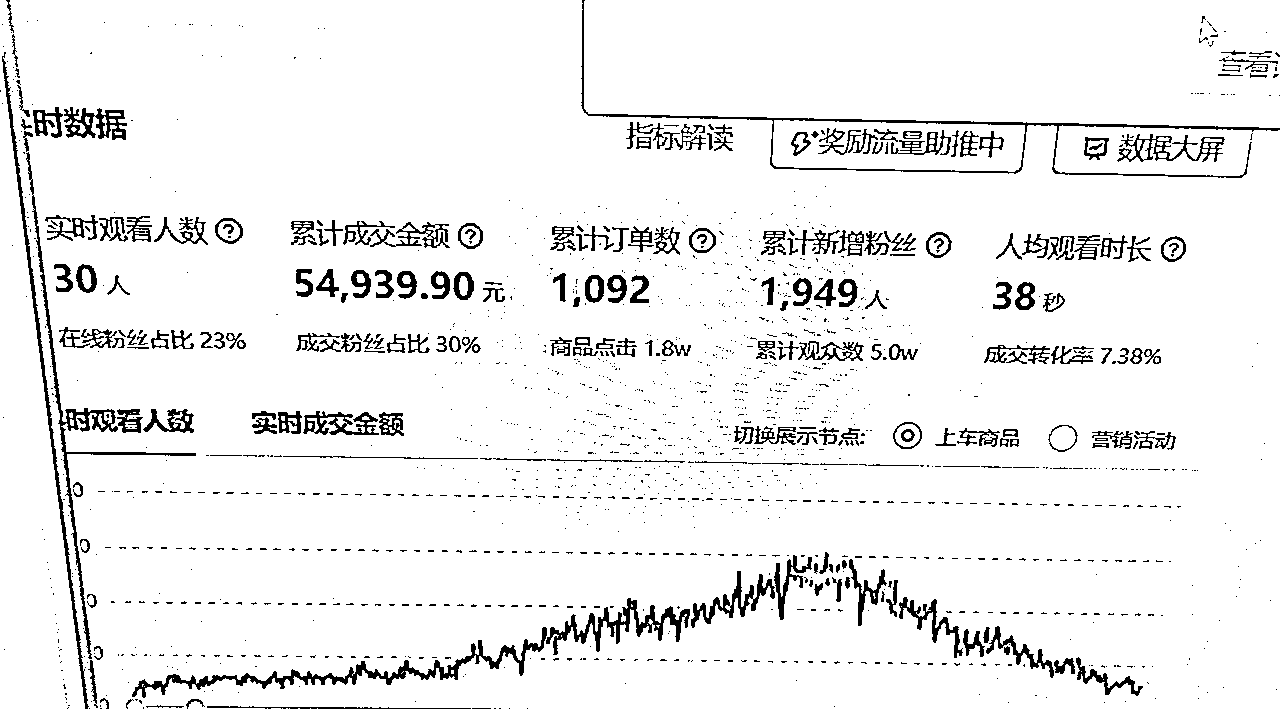 查看
时数据
指标解读
奖励流量助推中
数据大屏
实时观看人数
30 人
在线粉丝占比 23%
累计成交金额
54,939.90 元
成交粉丝占比 30%
累计订单数
1,092
商品点击 1.8w
累计新增粉丝
1,949 人
累计观众数 5.0w
人均观看时长
38 秒
成交转化率 7.38%
时观看人数
实时成交金额
切换展示节点:
上车商品
营销活动
0
0
0
0
0